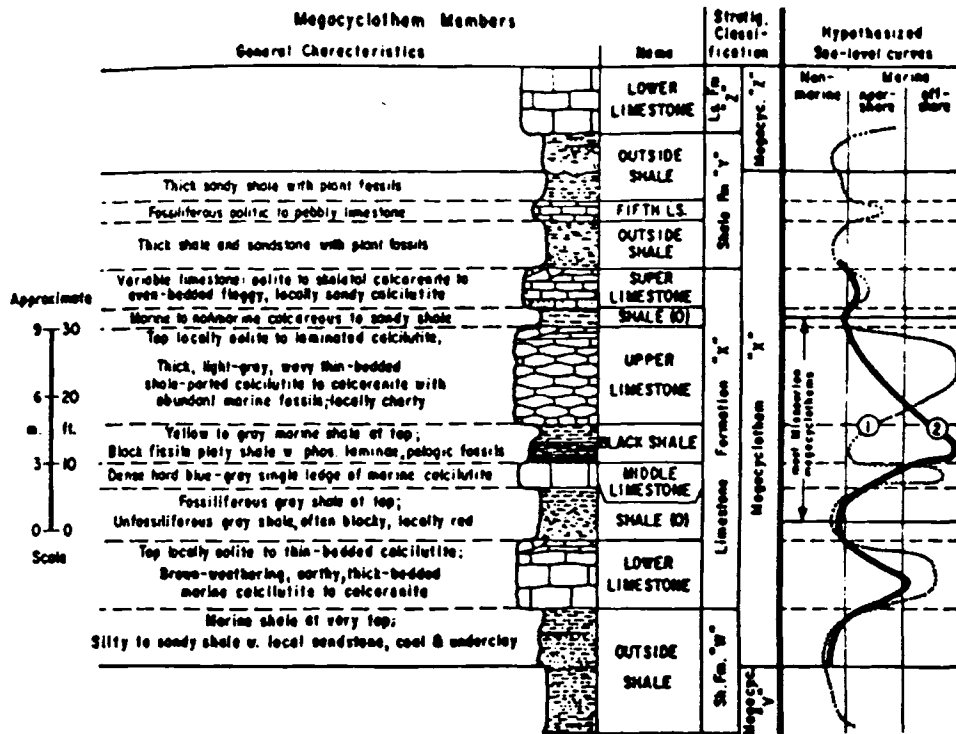 Megacyclothem Members
General Characteristics
Name
Stratig.
Classif-
ification
Hypothesized
Sea-level curves
Non-
marine
Marine
near-
shore
off-
shore
LOWER
LIMESTONE
Ls. Fm.
"Z"
Megacyc. "Z"
OUTSIDE
SHALE
Thick sandy shale with plant fossils
Fossiliferous oolitic to pebbly limestone
FIFTH LS.
Shale Fm "Y"
Thick shale and sandstone with plant fossils
OUTSIDE
SHALE
Variable limestone: oolite to skeletal calcarenite to
even-bedded flaggy, locally sandy calcilutite
SUPER
LIMESTONE
Marine to nonmarine calcareous to sandy shale
SHALE (O)
Top locally oolite to laminated calcilutite,
Thick, light-gray, wavy thin-bedded
shale-parted calcilutite to calcarenite with
abundant marine fossils; locally cherty
UPPER
LIMESTONE
Yellow to gray marine shale at top;
Black fissile platy shale w. phos. laminae, pelagic fossils
BLACK SHALE
Dense hard blue-gray single ledge of marine calcilutite
MIDDLE
LIMESTONE
Fossiliferous gray shale at top;
Unfossiliferous gray shale, often blocky, locally red
SHALE (O)
Top locally oolite to thin-bedded calcilutite;
Brown-weathering, earthy, thick-bedded
marine calcilutite to calcarenite
LOWER
LIMESTONE
Marine shale at very top;
Silty to sandy shale w. local sandstone, coal & underclay
OUTSIDE
SHALE
Limestone Formation "X"
Megacyclothem "X"
Sh. Fm. "W"
Megacyc.
most Missourian
megacyclothems
1
2
Approximate
9 30
6 20
m. ft.
3 10
0 0
Scale